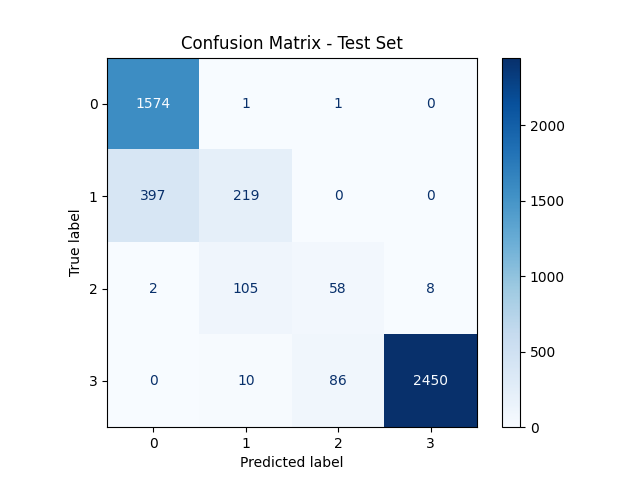 Confusion Matrix - Test Set
0 1574 1 1 0
1 397 219 0 0
2 2 105 58 8
3 0 10 86 2450
0 1 2 3
Predicted label
True label
2000
1500
1000
500
0